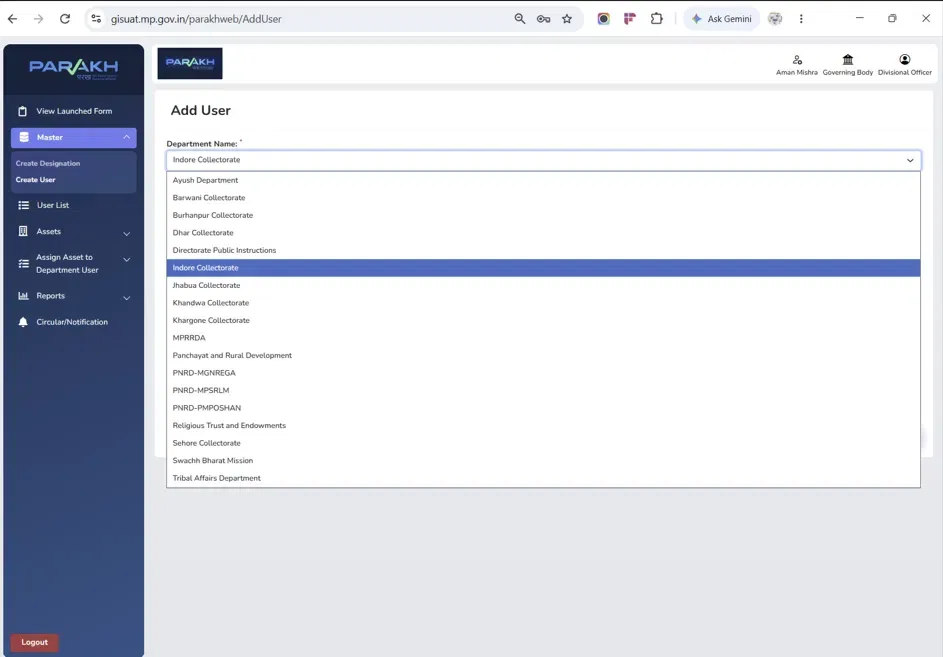 gisuat.mp.gov.in/parakhweb/AddUser
Ask Gemini
PARAKH
PARAKH
Aman Mishra
Governing Body
Divisional Officer
View Launched Form
Master
Create Designation
Create User
User List
Assets
Assign Asset to
Department User
Reports
Circular/Notification
Logout
Add User
Department Name: *
Indore Collectorate
Ayush Department
Barwani Collectorate
Burhanpur Collectorate
Dhar Collectorate
Directorate Public Instructions
Indore Collectorate
Jhabua Collectorate
Khandwa Collectorate
Khargone Collectorate
MPRRDA
Panchayat and Rural Development
PNRD-MGNREGA
PNRD-MPSRLM
PNRD-PMPOSHAN
Religious Trust and Endowments
Sehore Collectorate
Swachh Bharat Mission
Tribal Affairs Department